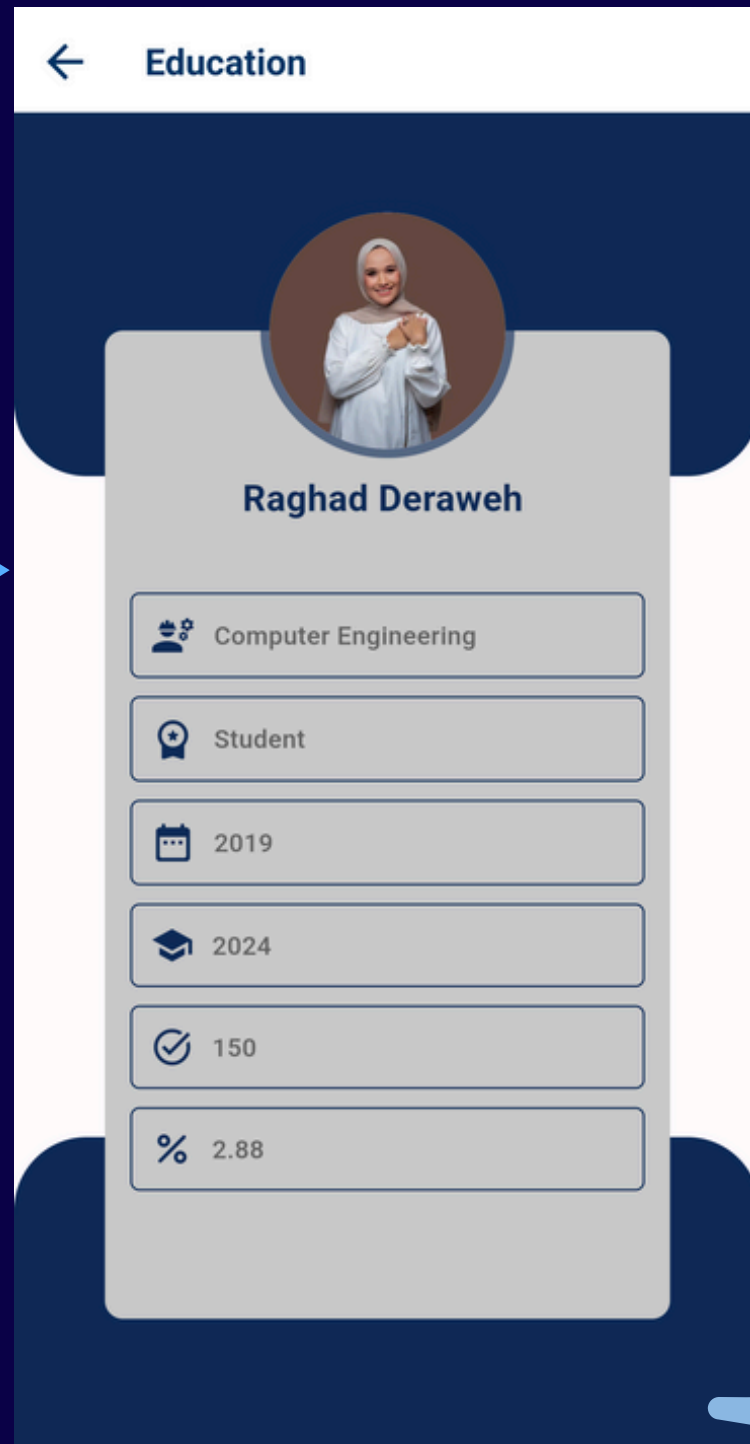 Education
Raghad Deraweh
Computer Engineering
Student
2019
2024
150
% 2.88